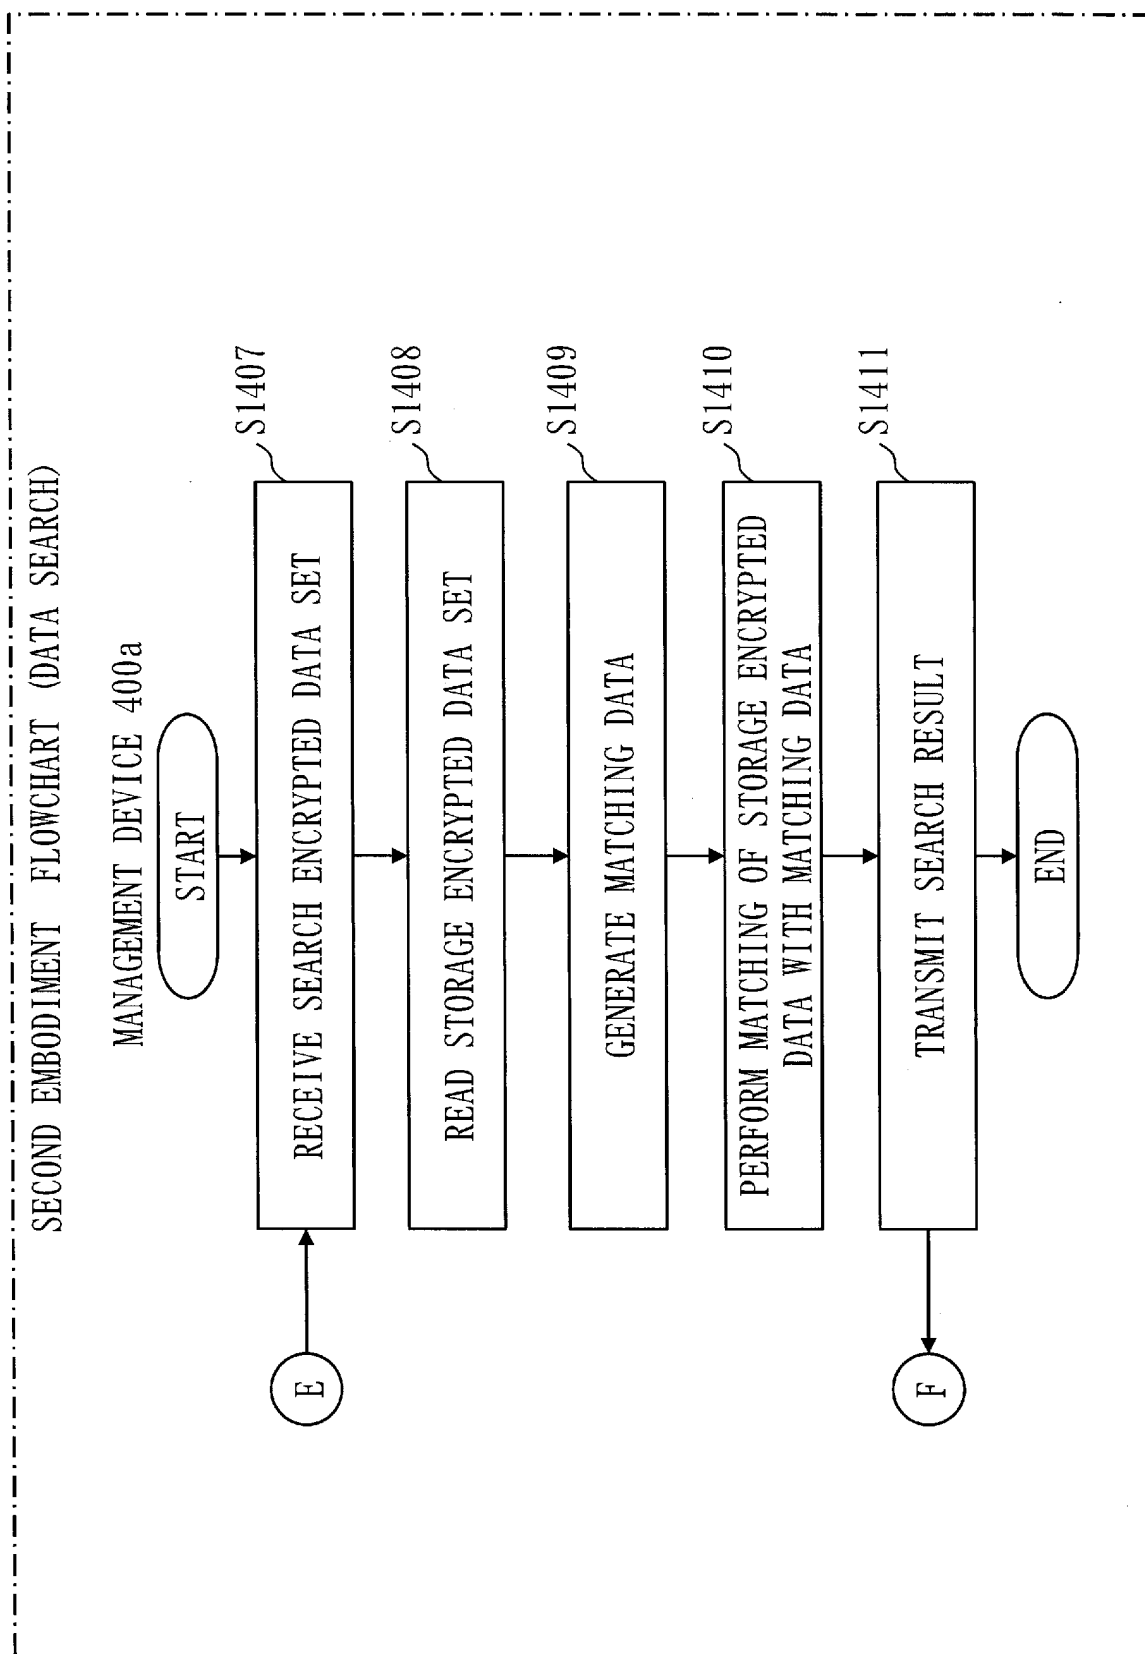 SECOND EMBODIMENT FLOWCHART (DATA SEARCH)
MANAGEMENT DEVICE 400a
START
E
RECEIVE SEARCH ENCRYPTED DATA SET
S1407
READ STORAGE ENCRYPTED DATA SET
S1408
GENERATE MATCHING DATA
S1409
PERFORM MATCHING OF STORAGE ENCRYPTED
DATA WITH MATCHING DATA
S1410
F
TRANSMIT SEARCH RESULT
S1411
END